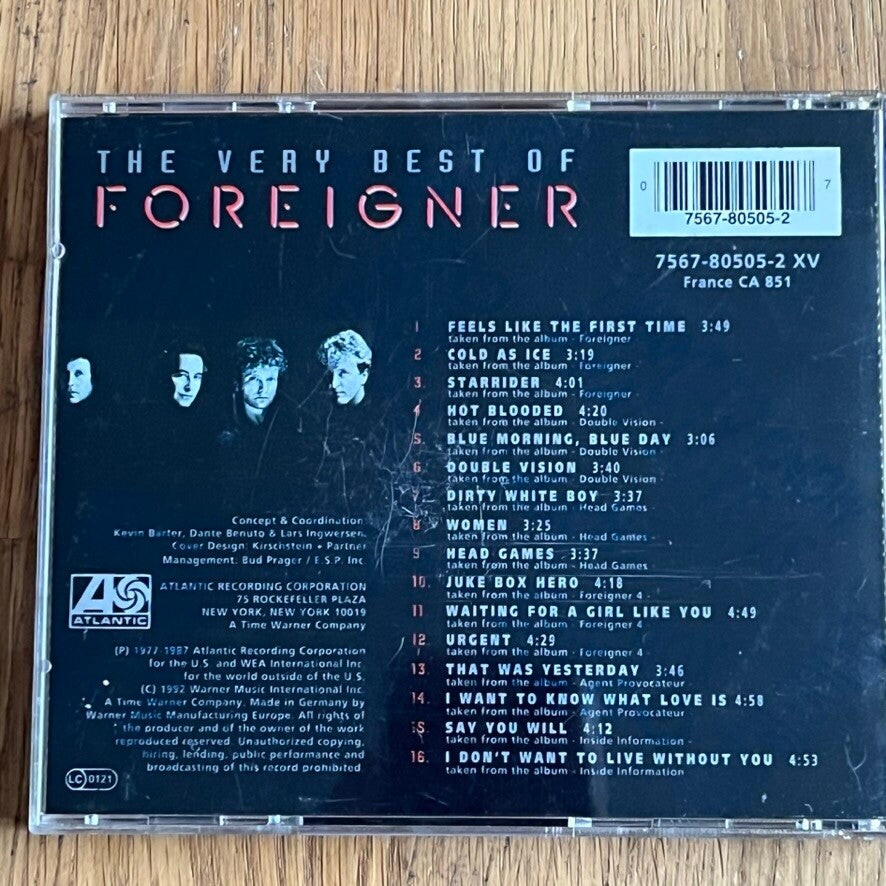 THE VERY BEST OF
FOREIGNER
0 7
7567-80505-2
7567-80505-2 XV
France CA 851
1 FEELS LIKE THE FIRST TIME 3:49
taken from the album - Foreigner
2 COLD AS ICE 3:19
taken from the album - Foreigner -
3. STARRIDER 4:01
taken from the album - Foreigner -
4. HOT BLOODED 4:20
taken from the album - Double Vision -
5. BLUE MORNING, BLUE DAY 3:06
taken from the album - Double Vision -
6 DOUBLE VISION 3:40
taken from the album - Double Vision
7. DIRTY WHITE BOY 3:37
taken from the album - Head Games
8 WOMEN 3:25
taken from the album - Head Games -
9 HEAD GAMES 3:37
taken from the album - Head Games
10. JUKE BOX HERO 4:18
taken from the album - Foreigner 4 -
11 WAITING FOR A GIRL LIKE YOU 4:49
taken from the album - Foreigner 4
12 URGENT 4:29
taken from the album - Foreigner 4 -
13. THAT WAS YESTERDAY 3:46
taken from the album - Agent Provocateur -
14. I WANT TO KNOW WHAT LOVE IS 4:58
taken from the album - Agent Provocateur
15 SAY YOU WILL 4:12
taken from the album - Inside Information -
16. I DON'T WANT TO LIVE WITHOUT YOU 4:53
taken from the album - Inside Information
Concept & Coordination
Kevin Barter, Dante Benuto & Lars Ingwersen
Cover Design: Kirschstein + Partner
Management: Bud Prager / E.S.P. Inc
ATLANTIC
ATLANTIC RECORDING CORPORATION
75 ROCKEFELLER PLAZA
NEW YORK, NEW YORK 10019
A Time Warner Company
(P) 1977-1987 Atlantic Recording Corporation
for the U.S. and WEA International Inc
for the world outside of the U.S.
(C) 1992 Warner Music International Inc.
A Time Warner Company. Made in Germany by
Warner Music Manufacturing Europe. All rights of
the producer and of the owner of the work
reproduced reserved. Unauthorized copying,
hiring, lending, public performance and
broadcasting of this record prohibited.
LC 0121